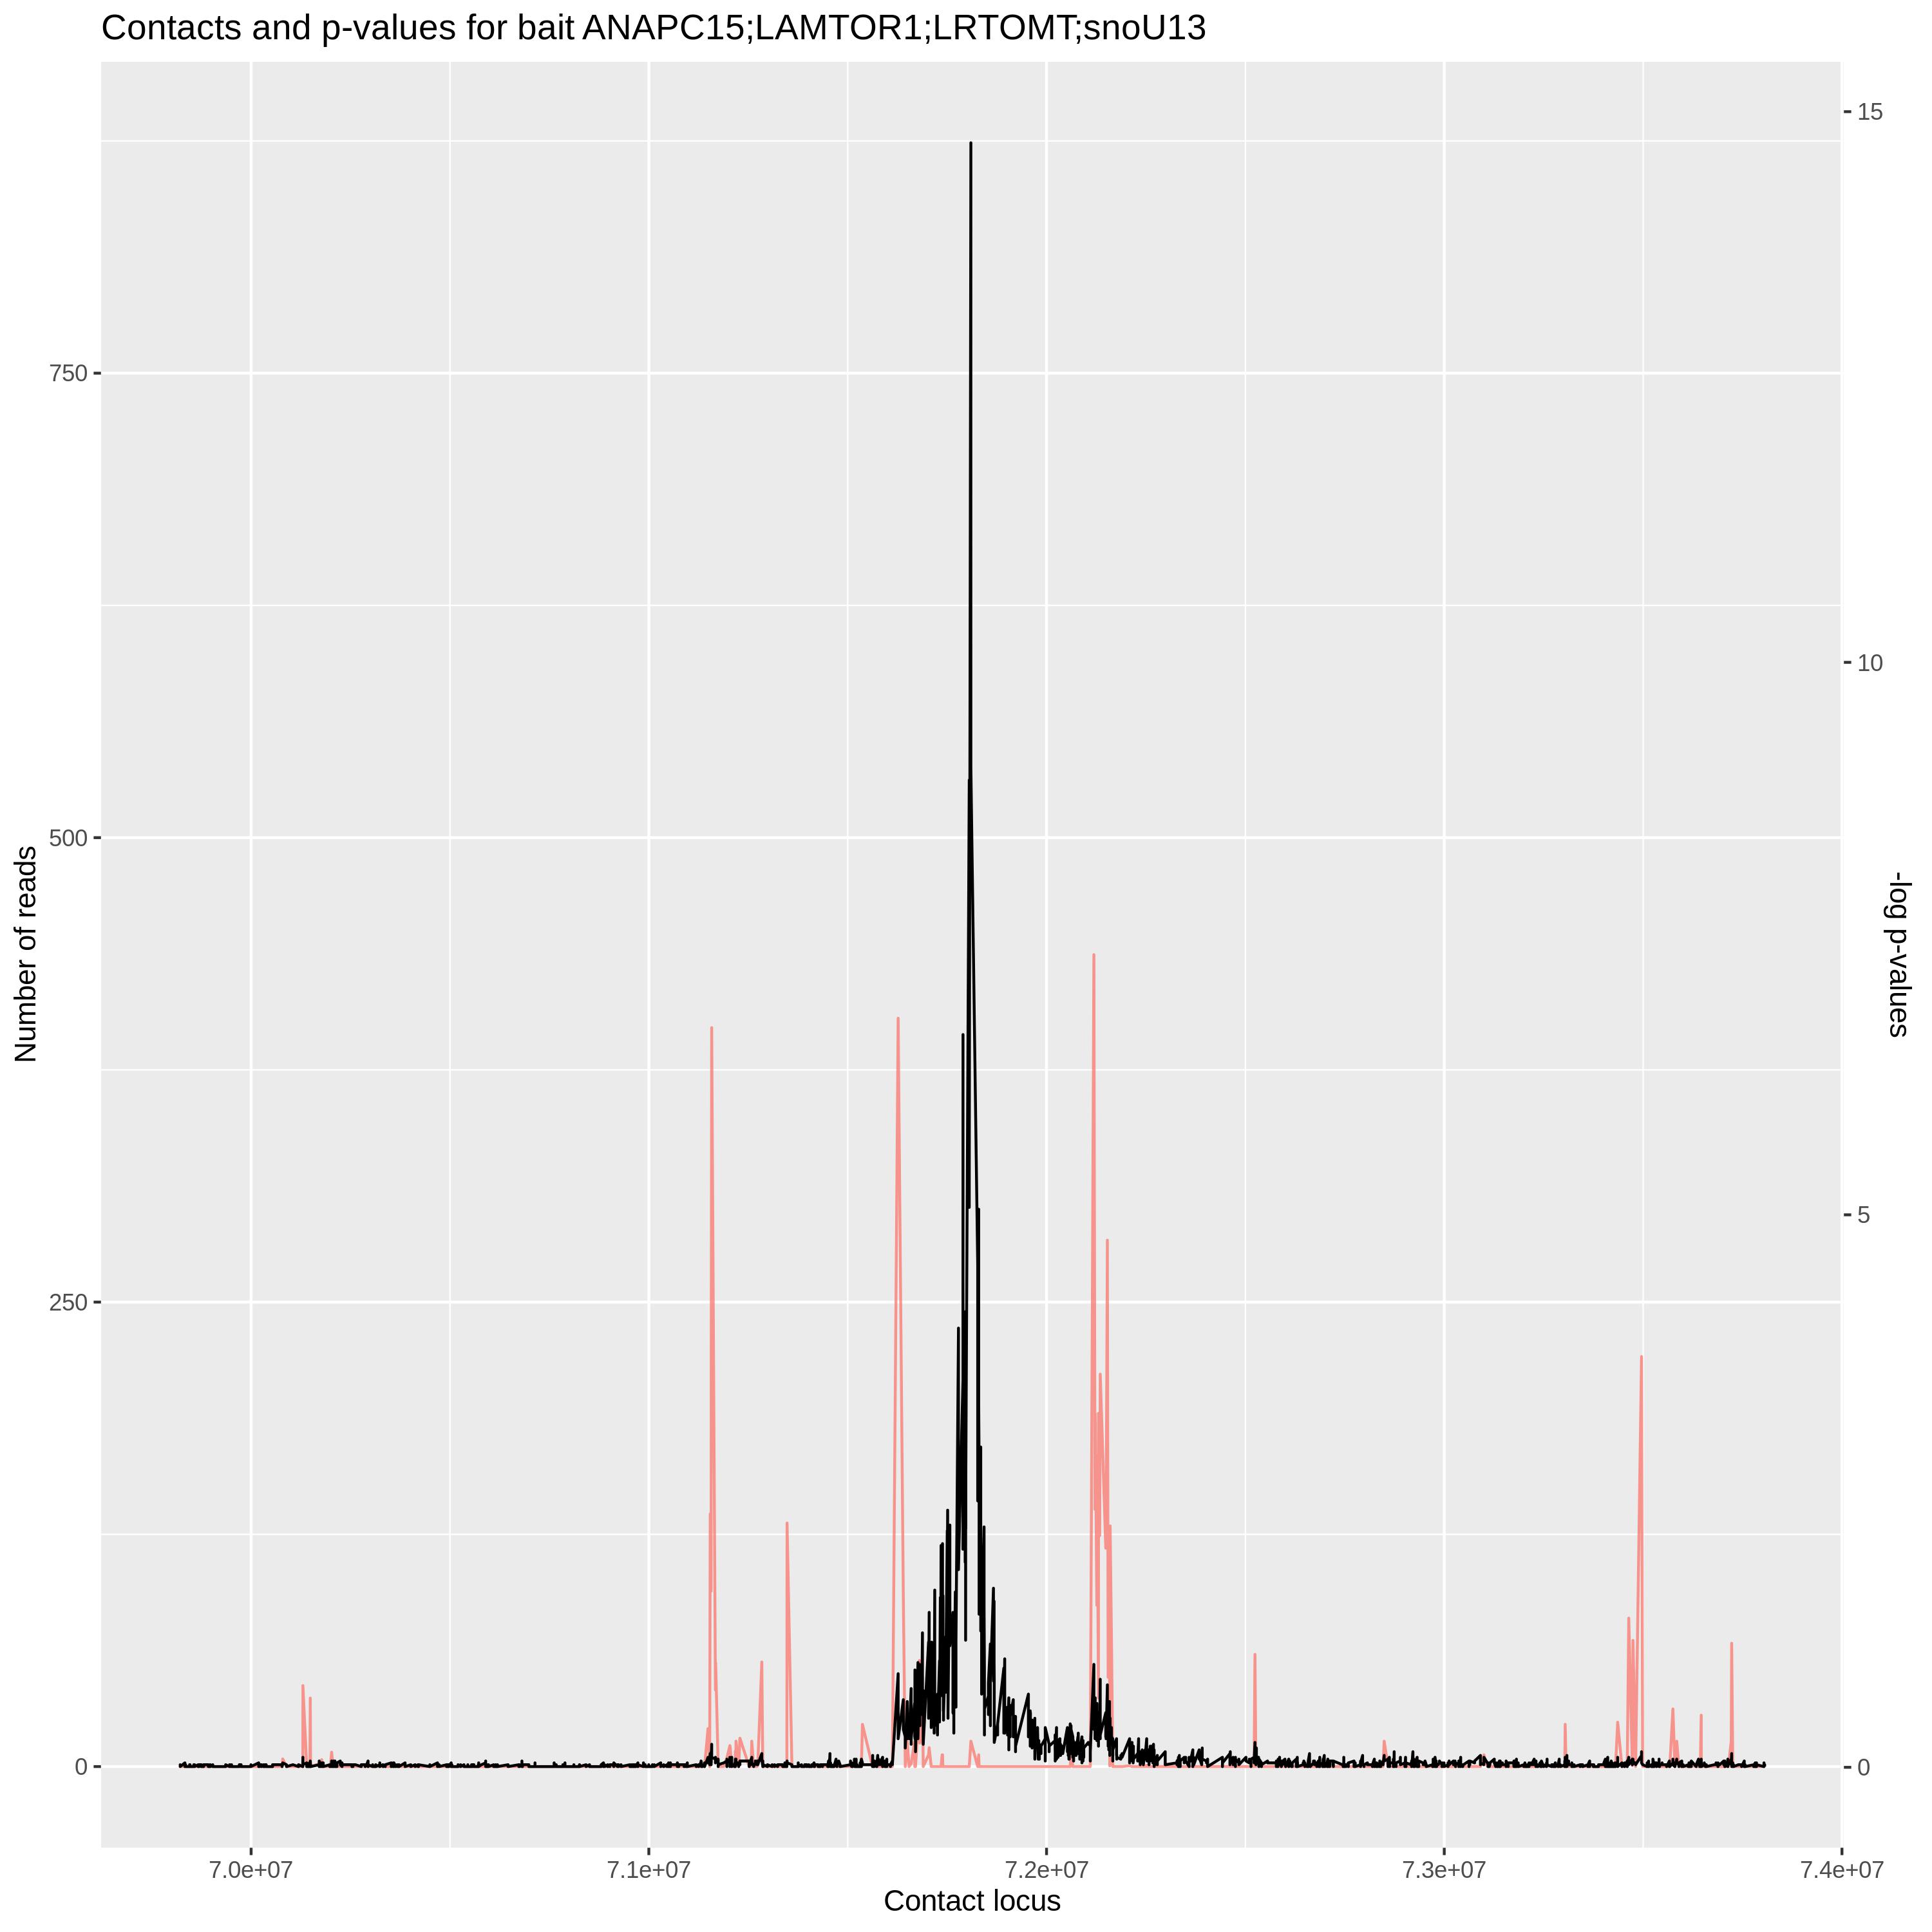 Contacts and p-values for bait ANAPC15;LAMTOR1;LRTOMT;snoU13
15
750
10
500
Number of reads
-log p-values
5
250
0
0
7.0e+07
7.1e+07
7.2e+07
7.3e+07
7.4e+07
Contact locus